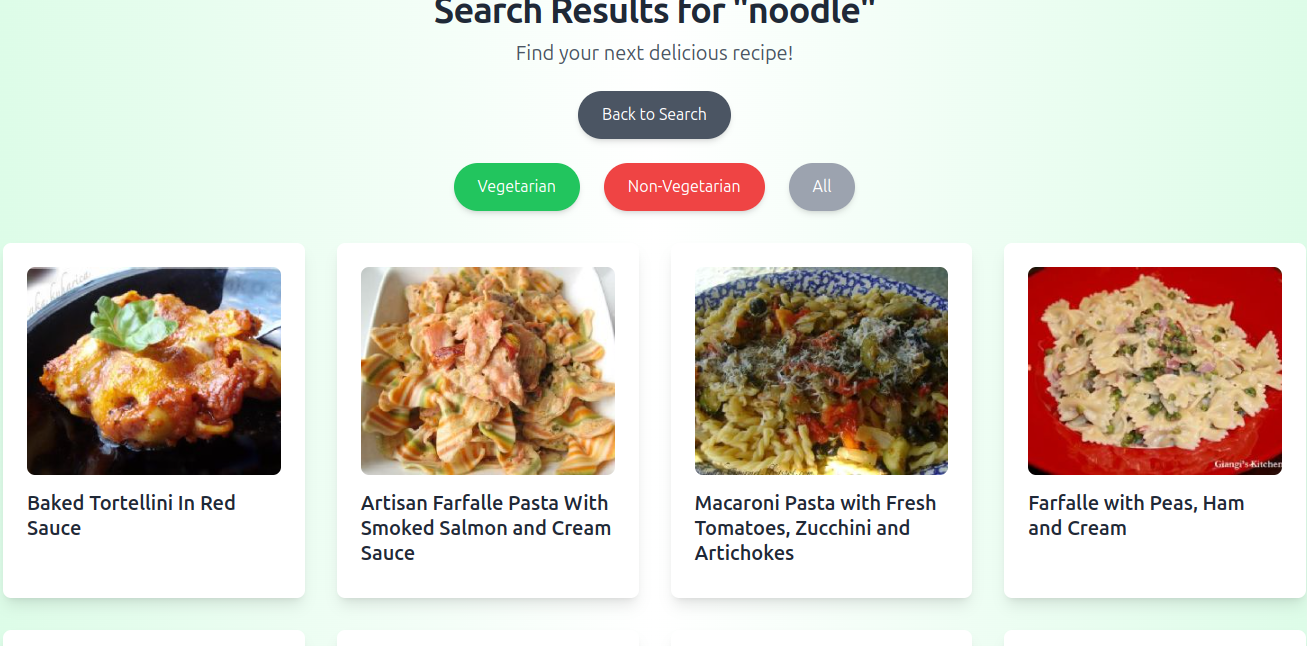 Search Results for "noodle"
Find your next delicious recipe!
Back to Search
Vegetarian
Non-Vegetarian
All
Giangi's Kitchen
Baked Tortellini In Red
Sauce
Artisan Farfalle Pasta With
Smoked Salmon and Cream
Sauce
Macaroni Pasta with Fresh
Tomatoes, Zucchini and
Artichokes
Farfalle with Peas, Ham
and Cream